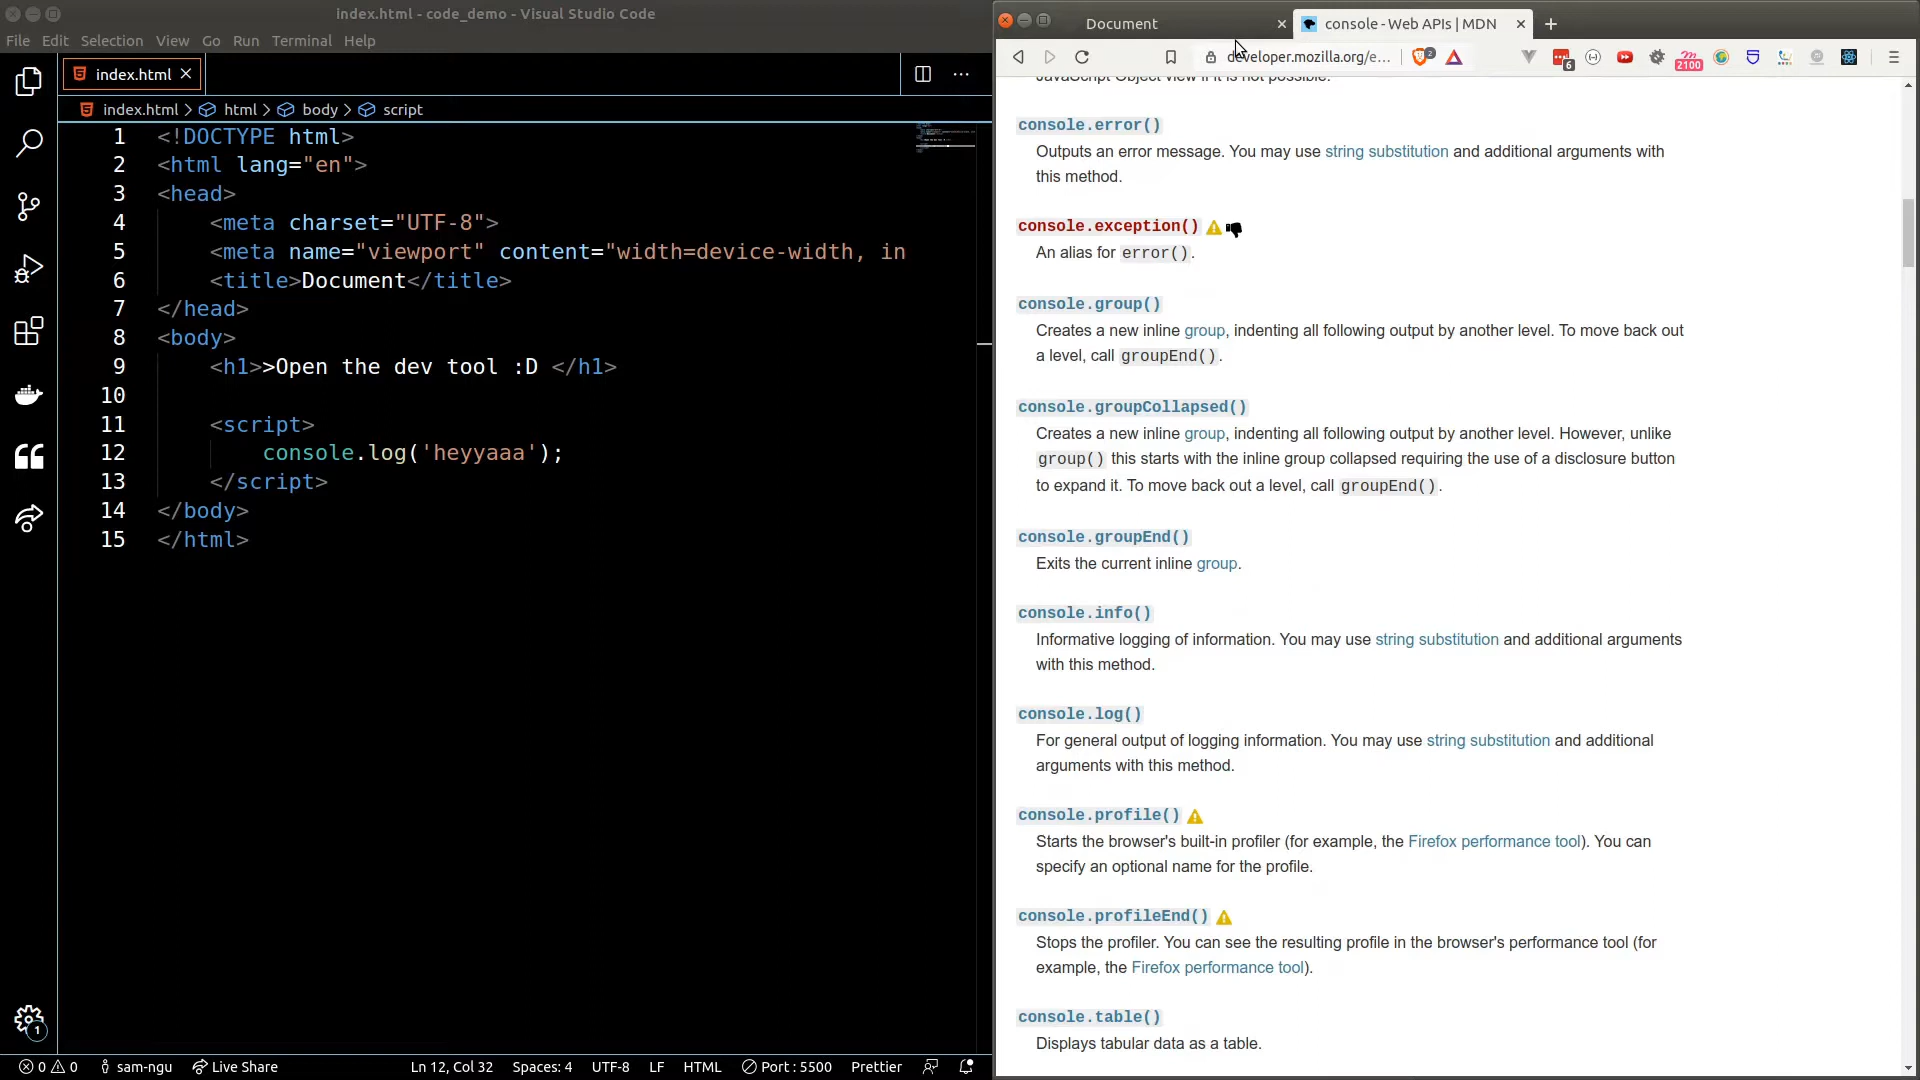 index.html - code_demo - Visual Studio Code
File Edit Selection View Go Run Terminal Help
index.html
index.html > html > body > script
1 <!DOCTYPE html>
2 <html lang="en">
3 <head>
4 <meta charset="UTF-8">
5 <meta name="viewport" content="width=device-width, in
6 <title>Document</title>
7 </head>
8 <body>
9 <h1>>Open the dev tool :D </h1>
10
11 <script>
12 console.log('heyyaaa');
13 </script>
14 </body>
15 </html>
1
0 0 sam-ngu Live Share Ln 12, Col 32 Spaces: 4 UTF-8 LF HTML Port : 5500 Prettier
Document console - Web APIs | MDN
developer.mozilla.org/e... 2 6 2100
JavaScript Object view if it is not possible.
console.error()
Outputs an error message. You may use string substitution and additional arguments with
this method.
console.exception()
An alias for error().
console.group()
Creates a new inline group, indenting all following output by another level. To move back out
a level, call groupEnd().
console.groupCollapsed()
Creates a new inline group, indenting all following output by another level. However, unlike
group() this starts with the inline group collapsed requiring the use of a disclosure button
to expand it. To move back out a level, call groupEnd().
console.groupEnd()
Exits the current inline group.
console.info()
Informative logging of information. You may use string substitution and additional arguments
with this method.
console.log()
For general output of logging information. You may use string substitution and additional
arguments with this method.
console.profile()
Starts the browser's built-in profiler (for example, the Firefox performance tool). You can
specify an optional name for the profile.
console.profileEnd()
Stops the profiler. You can see the resulting profile in the browser's performance tool (for
example, the Firefox performance tool).
console.table()
Displays tabular data as a table.